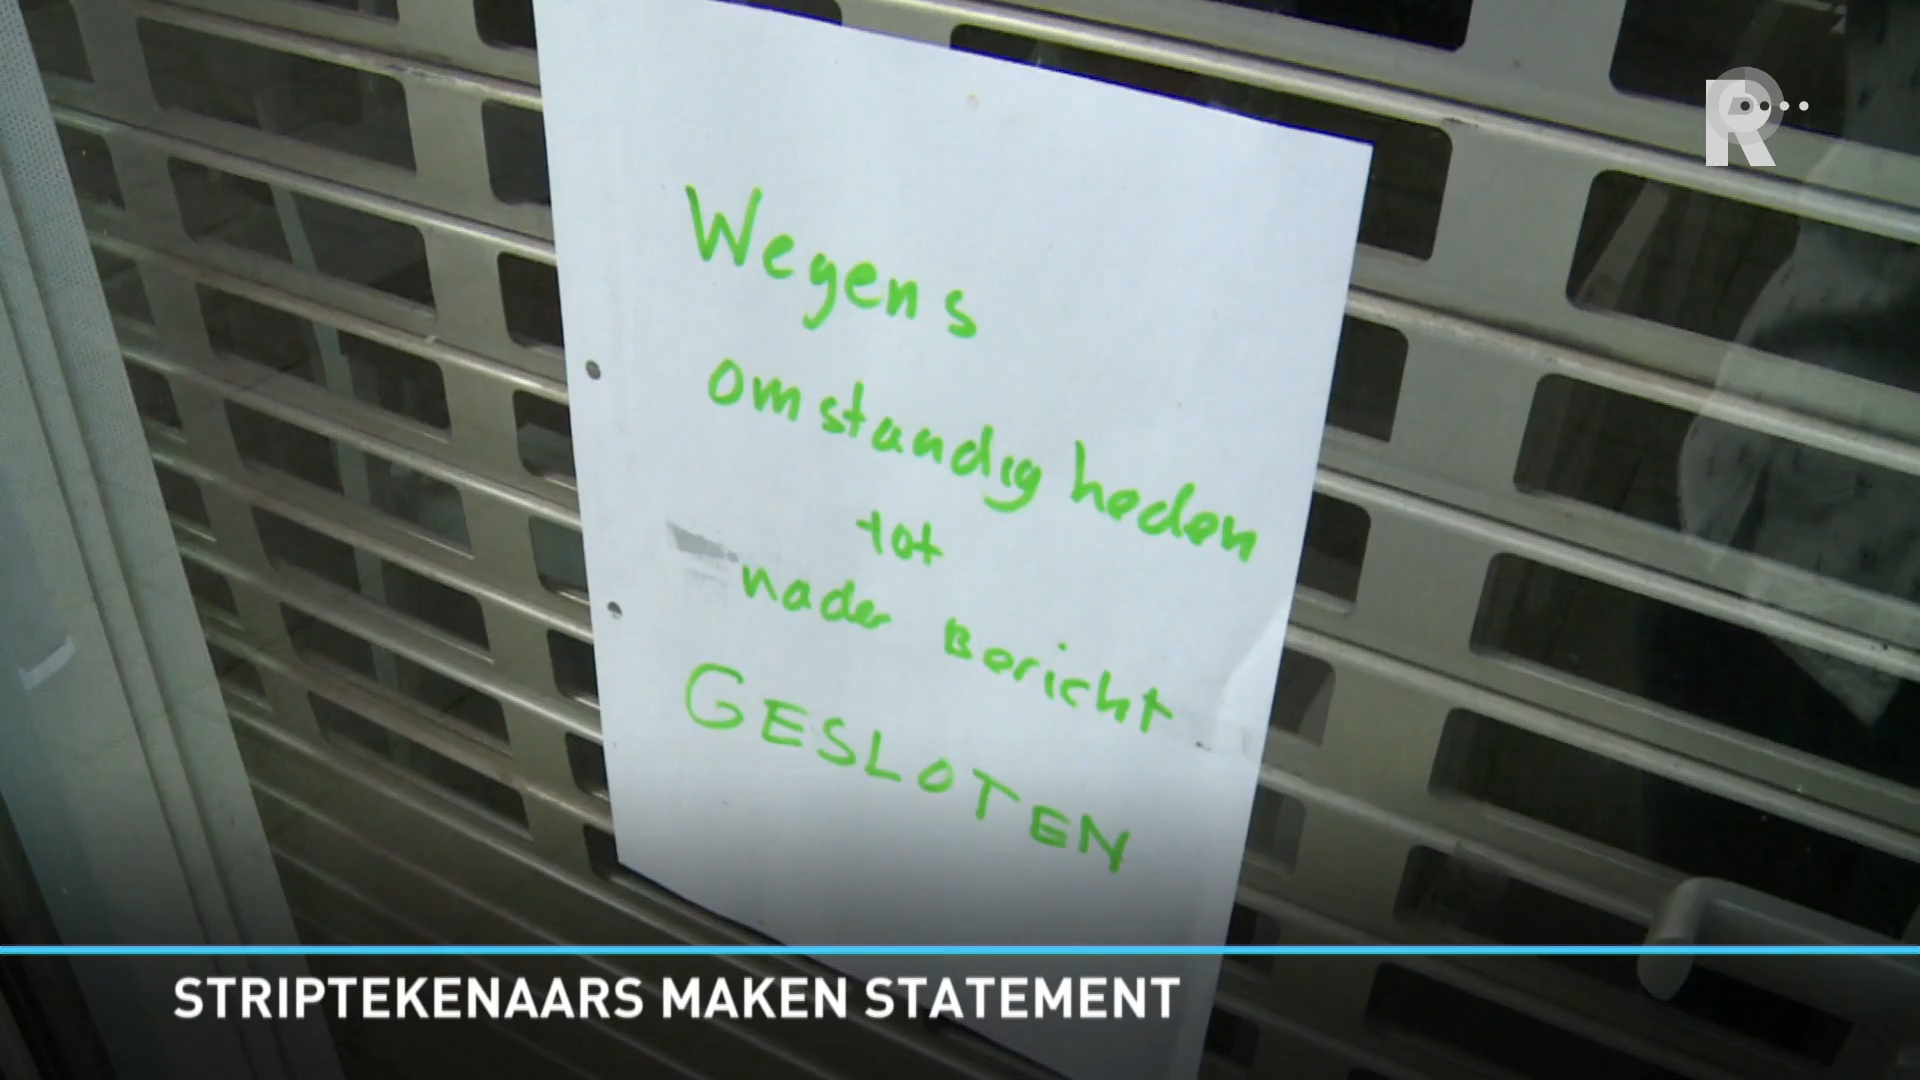 Wegens
omstandigheden
tot
nader Bericht
GESLOTEN
STRIPTEKENAARS MAKEN STATEMENT